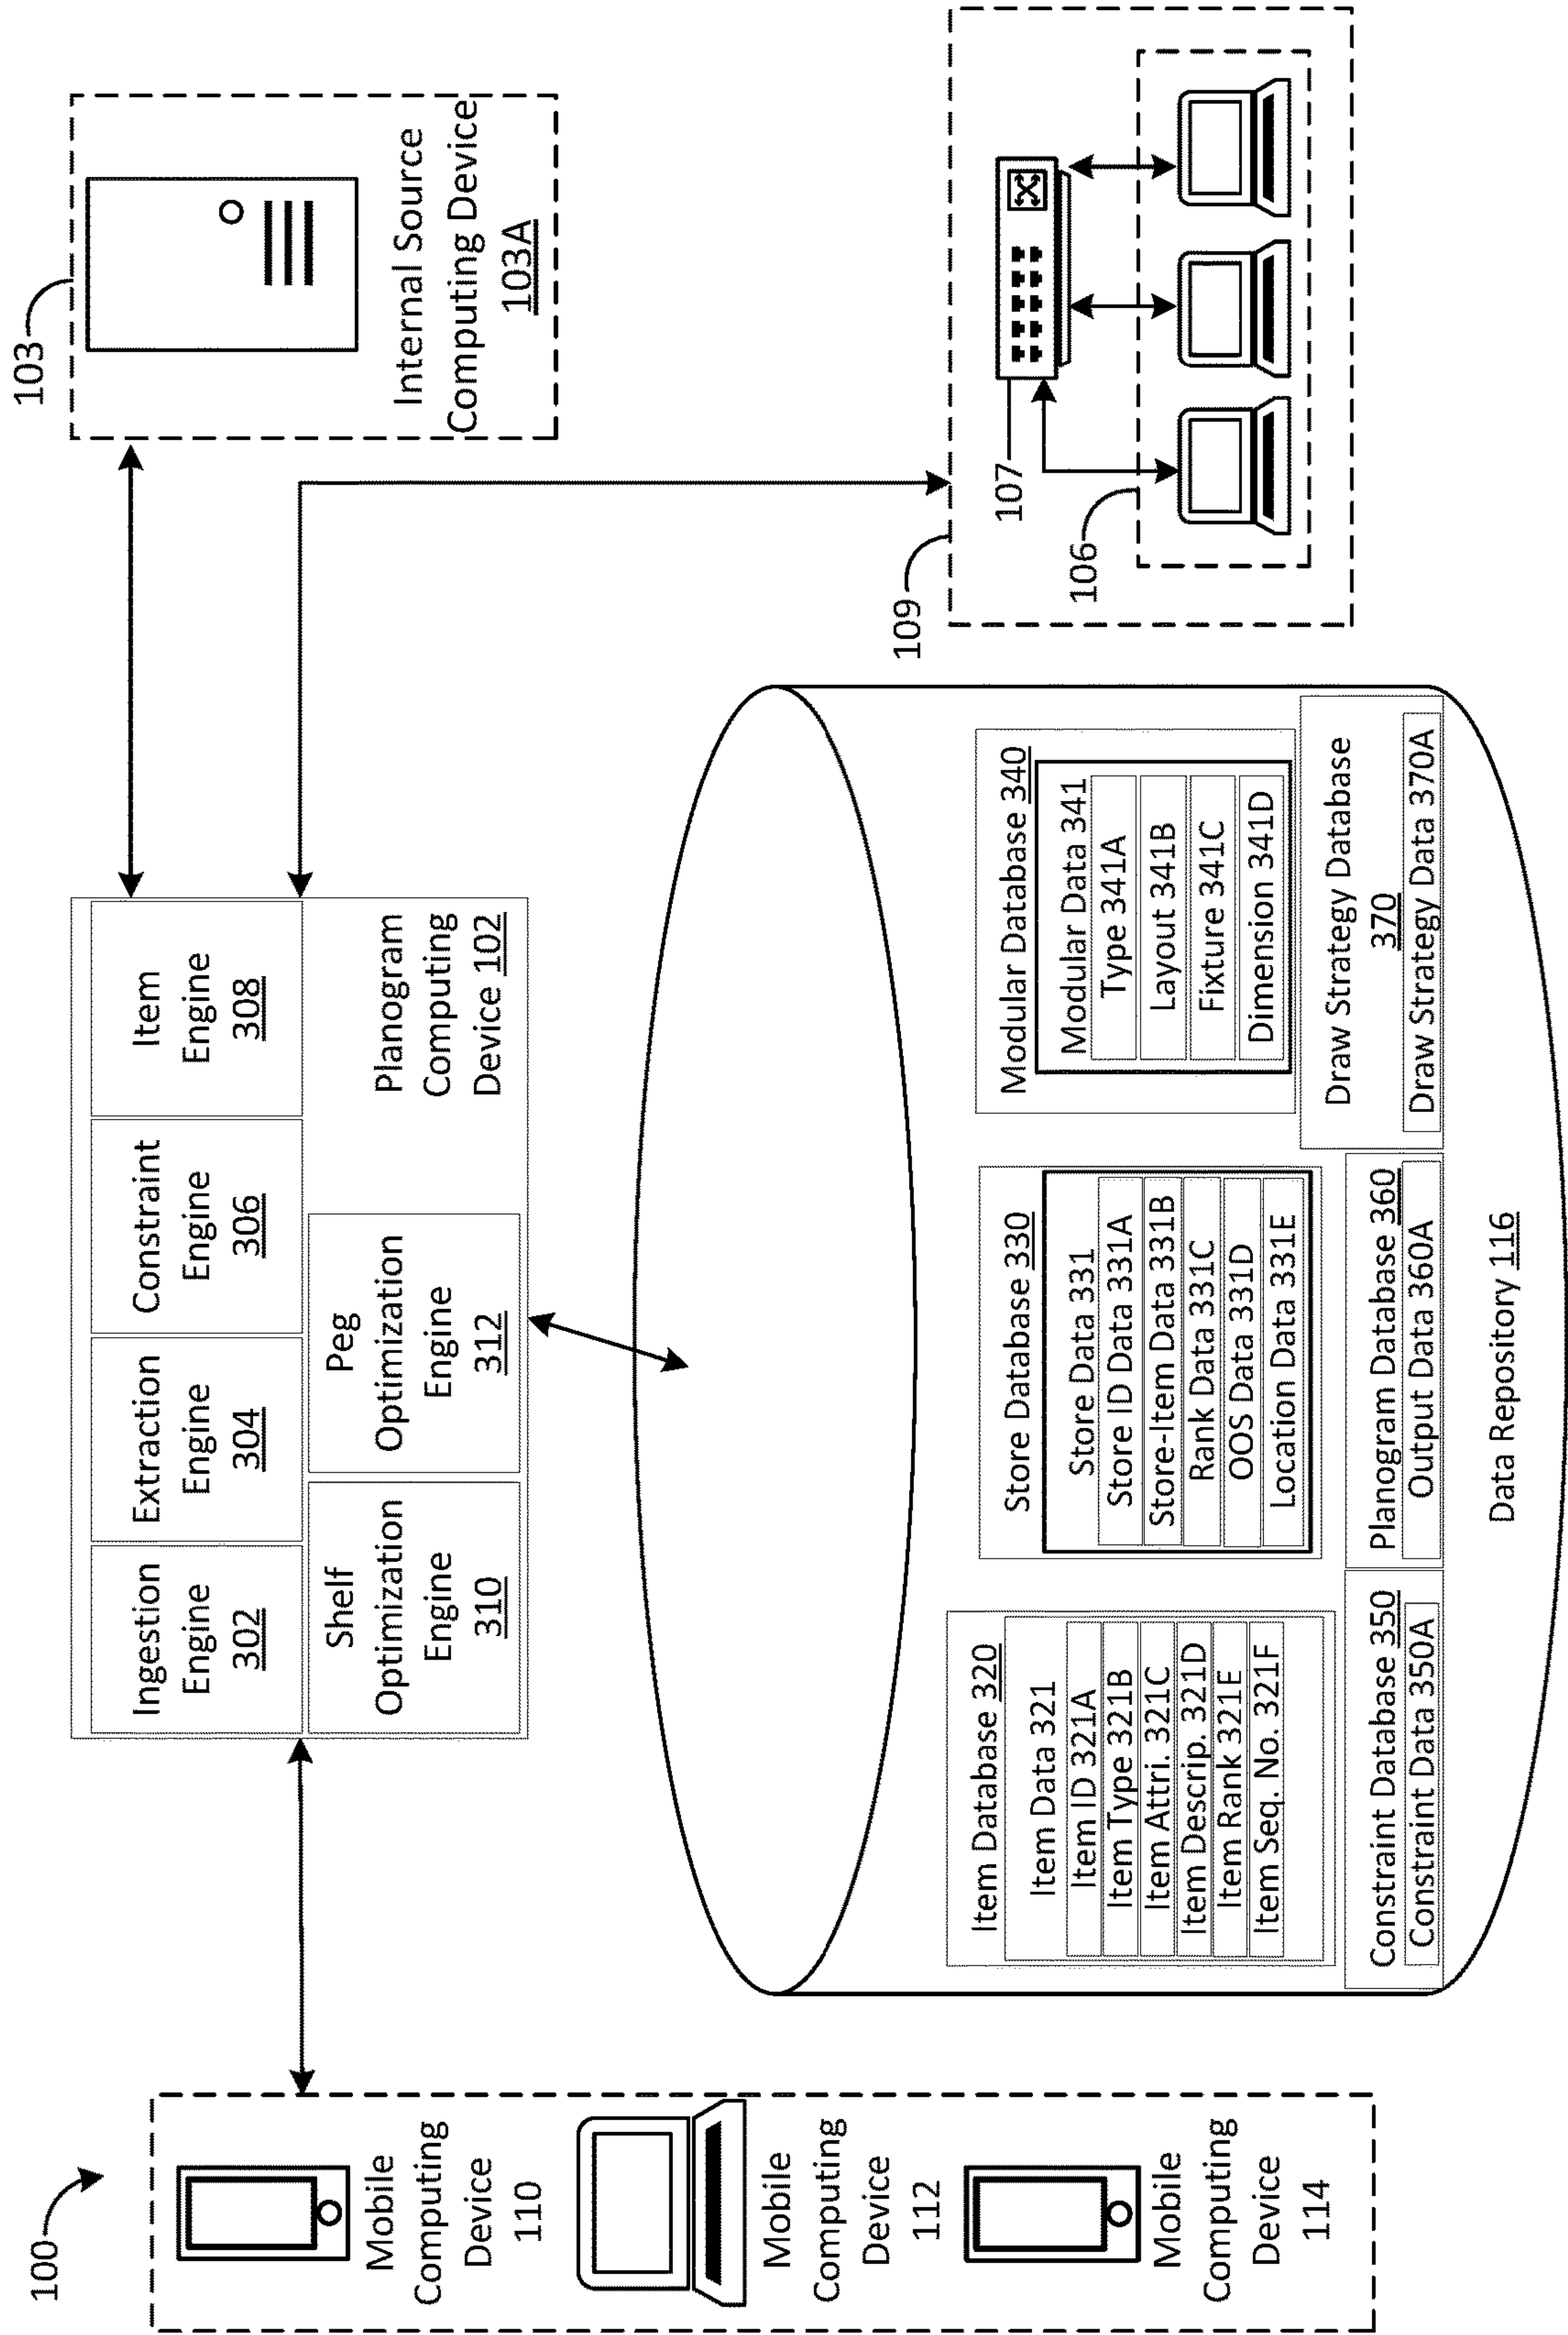 100
Mobile
Computing
Device
110
Mobile
Computing
Device
112
Mobile
Computing
Device
114
Ingestion
Engine
302
Extraction
Engine
304
Constraint
Engine
306
Item
Engine
308
Shelf
Optimization
Engine
310
Peg
Optimization
Engine
312
Planogram
Computing
Device 102
103
Internal Source
Computing Device
103A
109
107
106
Item Database 320
Item Data 321
Item ID 321A
Item Type 321B
Item Attri. 321C
Item Descrip. 321D
Item Rank 321E
Item Seq. No. 321F
Store Database 330
Store Data 331
Store ID Data 331A
Store-Item Data 331B
Rank Data 331C
OOS Data 331D
Location Data 331E
Modular Database 340
Modular Data 341
Type 341A
Layout 341B
Fixture 341C
Dimension 341D
Constraint Database 350
Constraint Data 350A
Planogram Database 360
Output Data 360A
Draw Strategy Database
370
Draw Strategy Data 370A
Data Repository 116